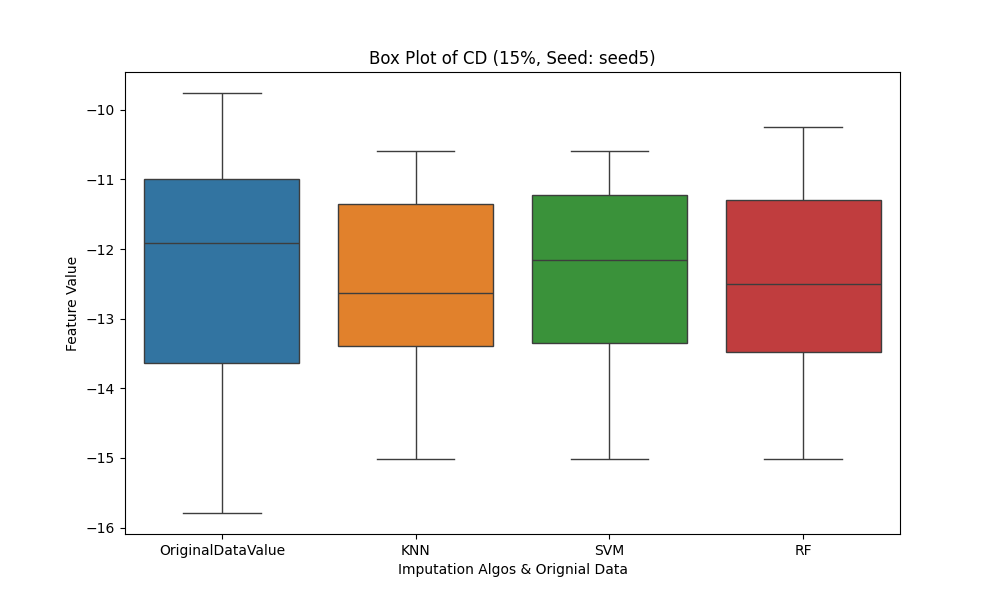 Box Plot of CD (15%, Seed: seed5)
Feature Value
−10
−11
−12
−13
−14
−15
−16
OriginalDataValue
KNN
SVM
RF
Imputation Algos & Orignial Data